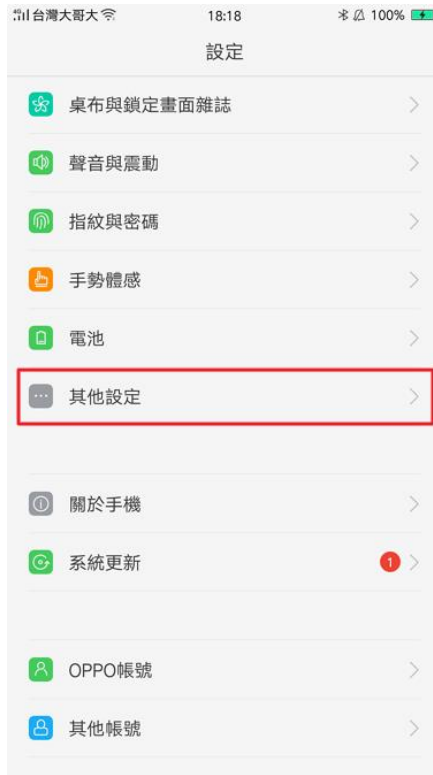 4G 台灣大哥大 18:18 100%
設定
桌布與鎖定畫面雜誌
聲音與震動
指紋與密碼
手勢體感
電池
其他設定
關於手機
系統更新 1
OPPO帳號
其他帳號